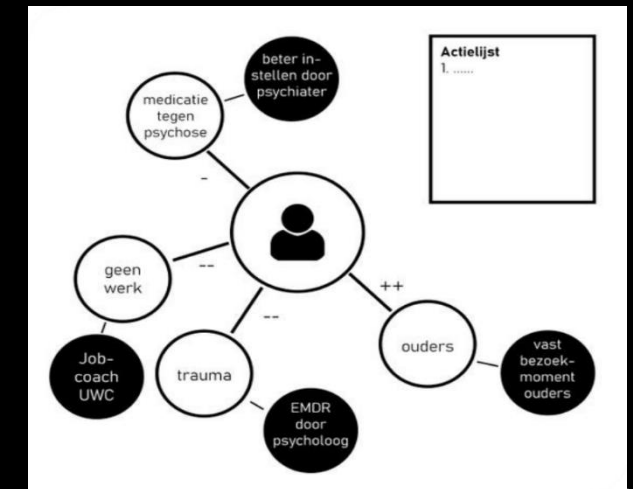 beter in-
stellen door
psychiater
Actielijst
1. ......
medicatie
tegen
psychose
-
geen
werk
--
--
++
Job-
coach
UWC
trauma
ouders
vast
bezoek-
moment
ouders
EMDR
door
psycholoog